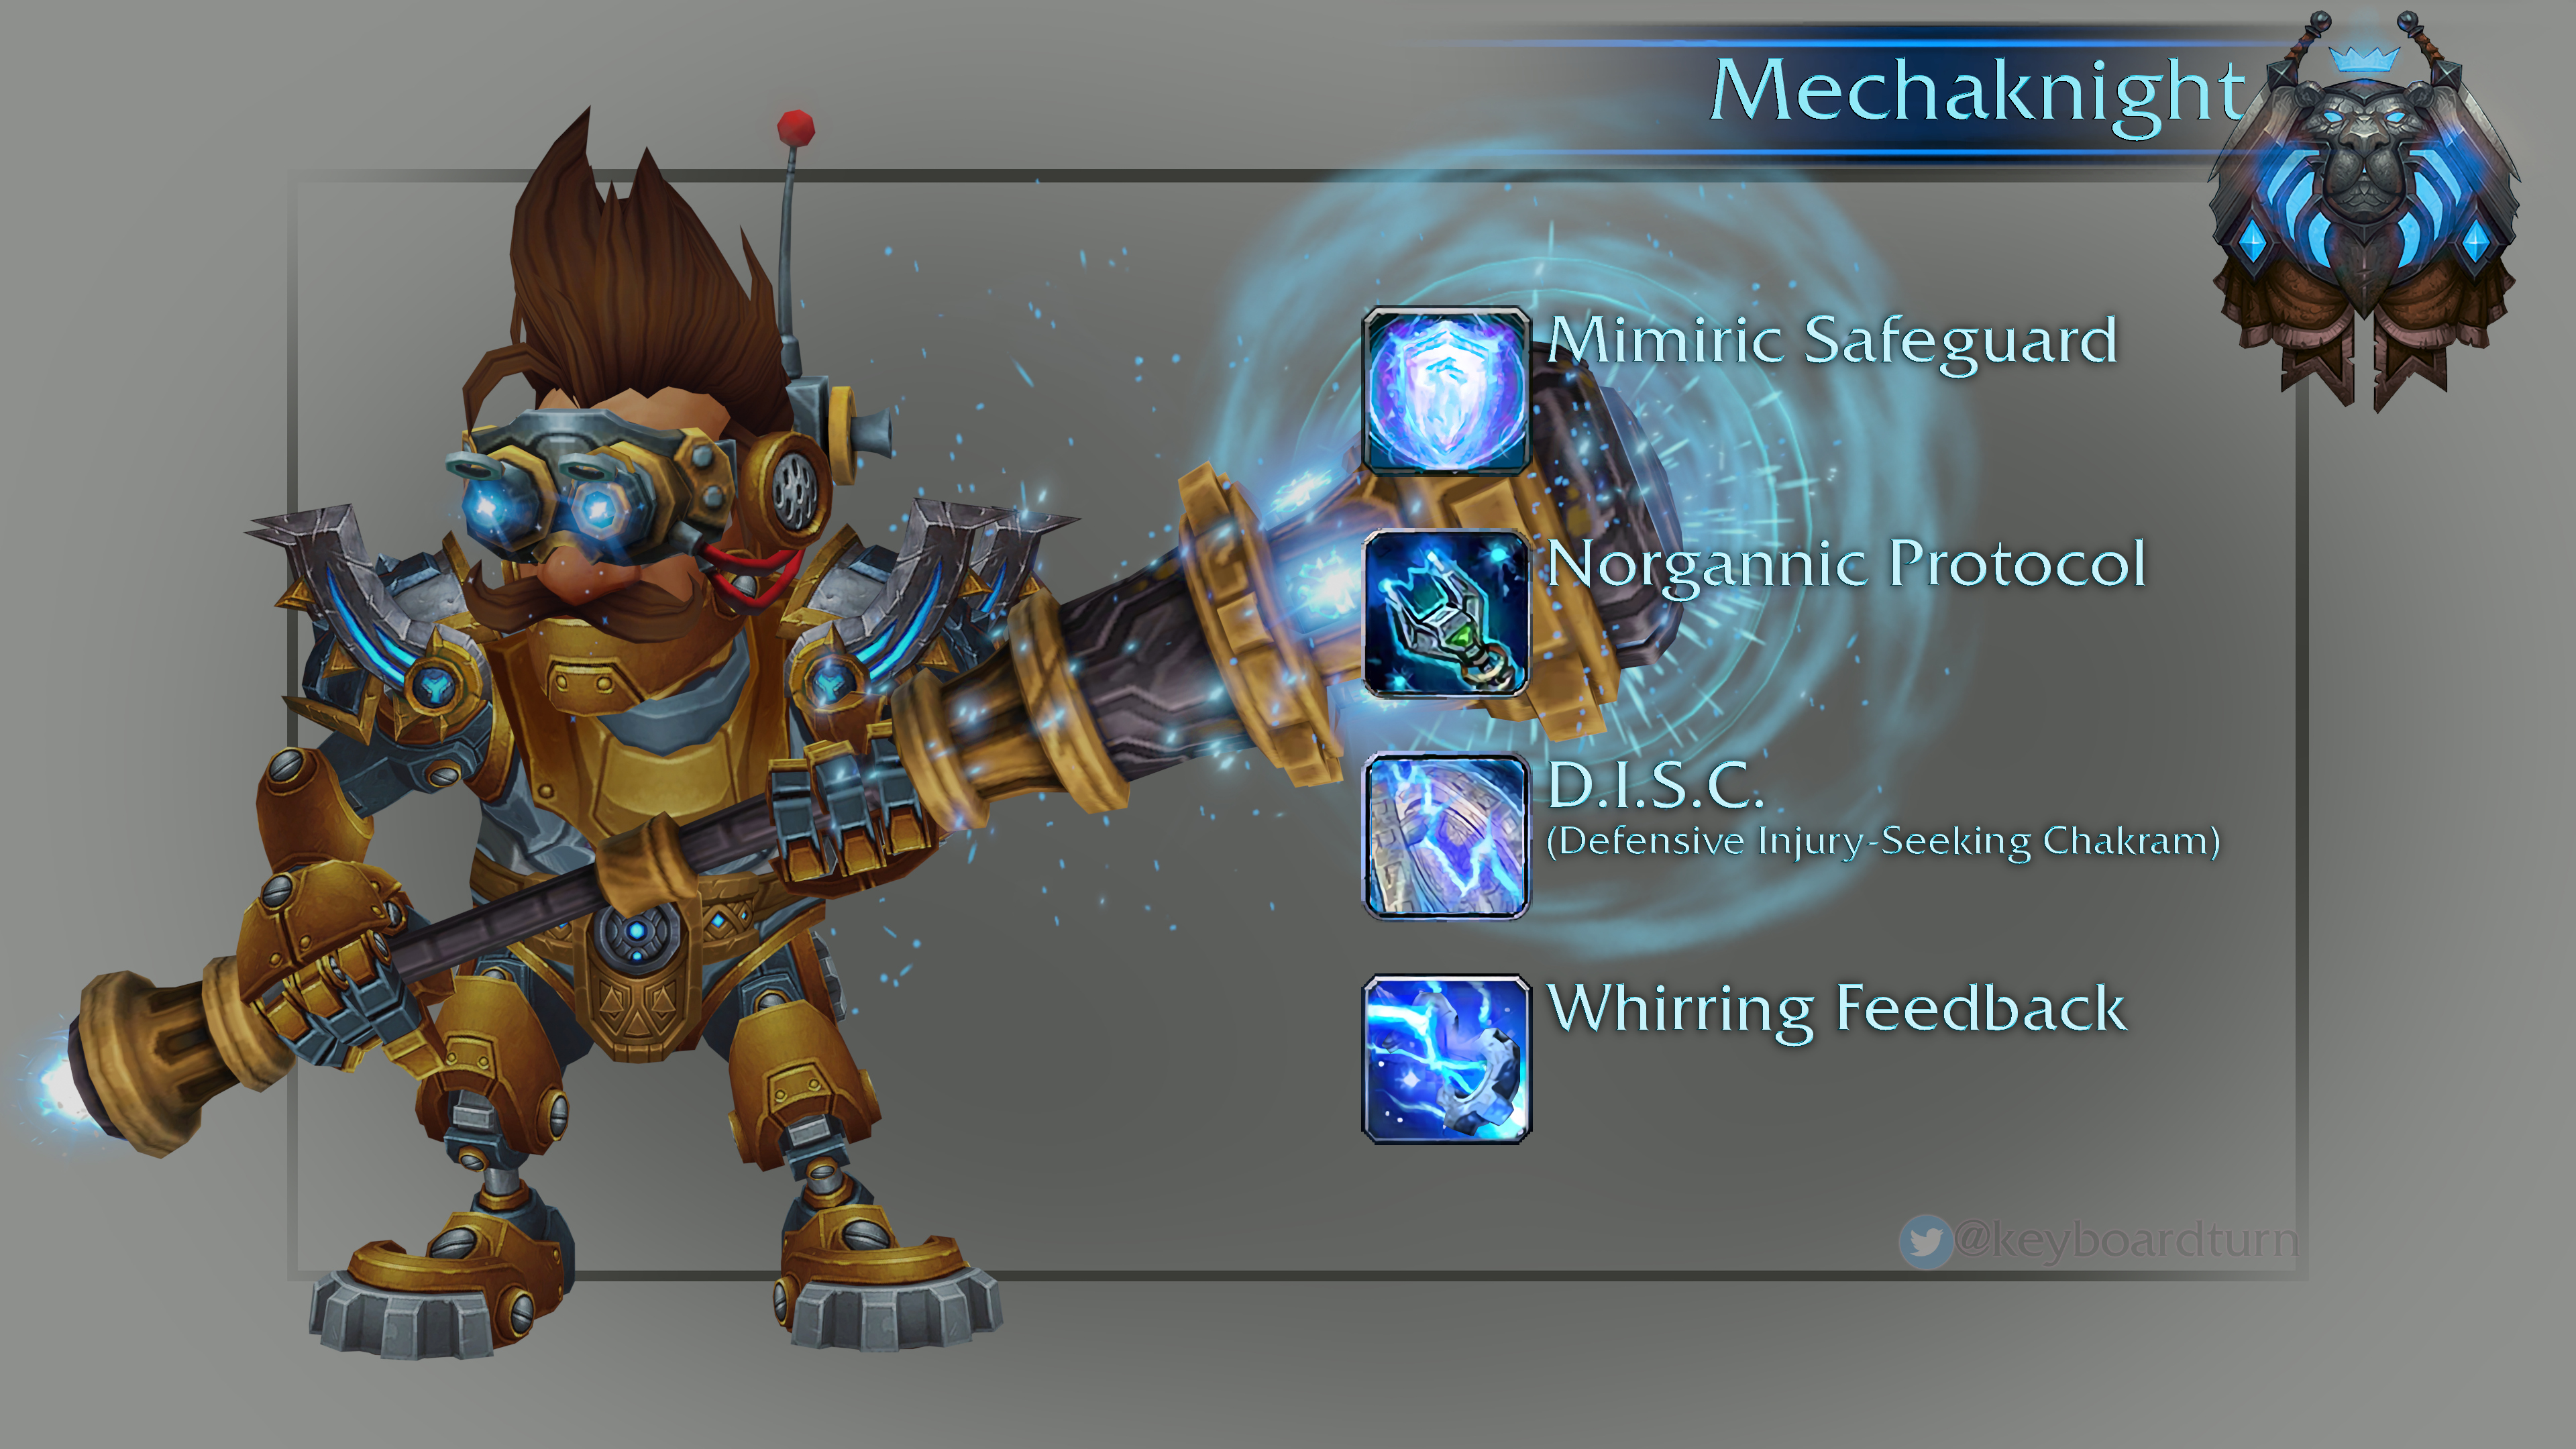 Mechaknight
Mimiric Safeguard
Norgannic Protocol
D.I.S.C.
(Defensive Injury-Seeking Chakram)
Whirring Feedback
@keyboardturn